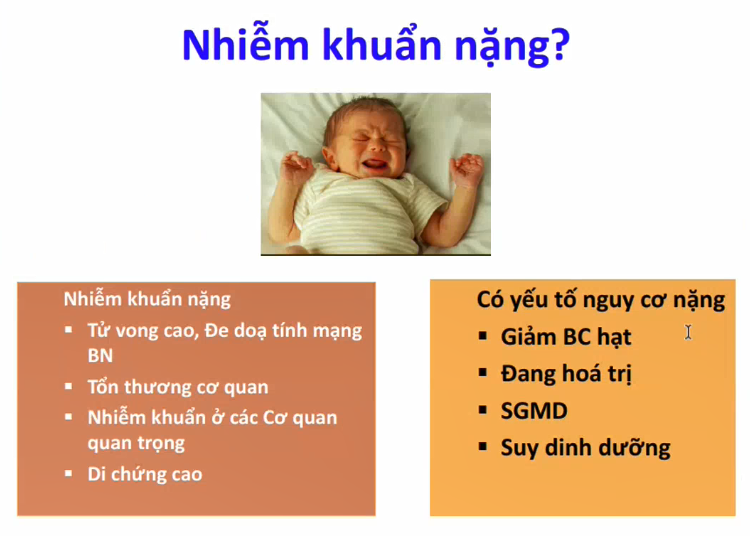 Nhiễm khuẩn nặng?
Nhiễm khuẩn nặng
▪ Tử vong cao, Đe doạ tính mạng
BN
▪ Tổn thương cơ quan
▪ Nhiễm khuẩn ở các Cơ quan
quan trọng
▪ Di chứng cao
Có yếu tố nguy cơ nặng
▪ Giảm BC hạt
▪ Đang hoá trị
▪ SGMD
▪ Suy dinh dưỡng